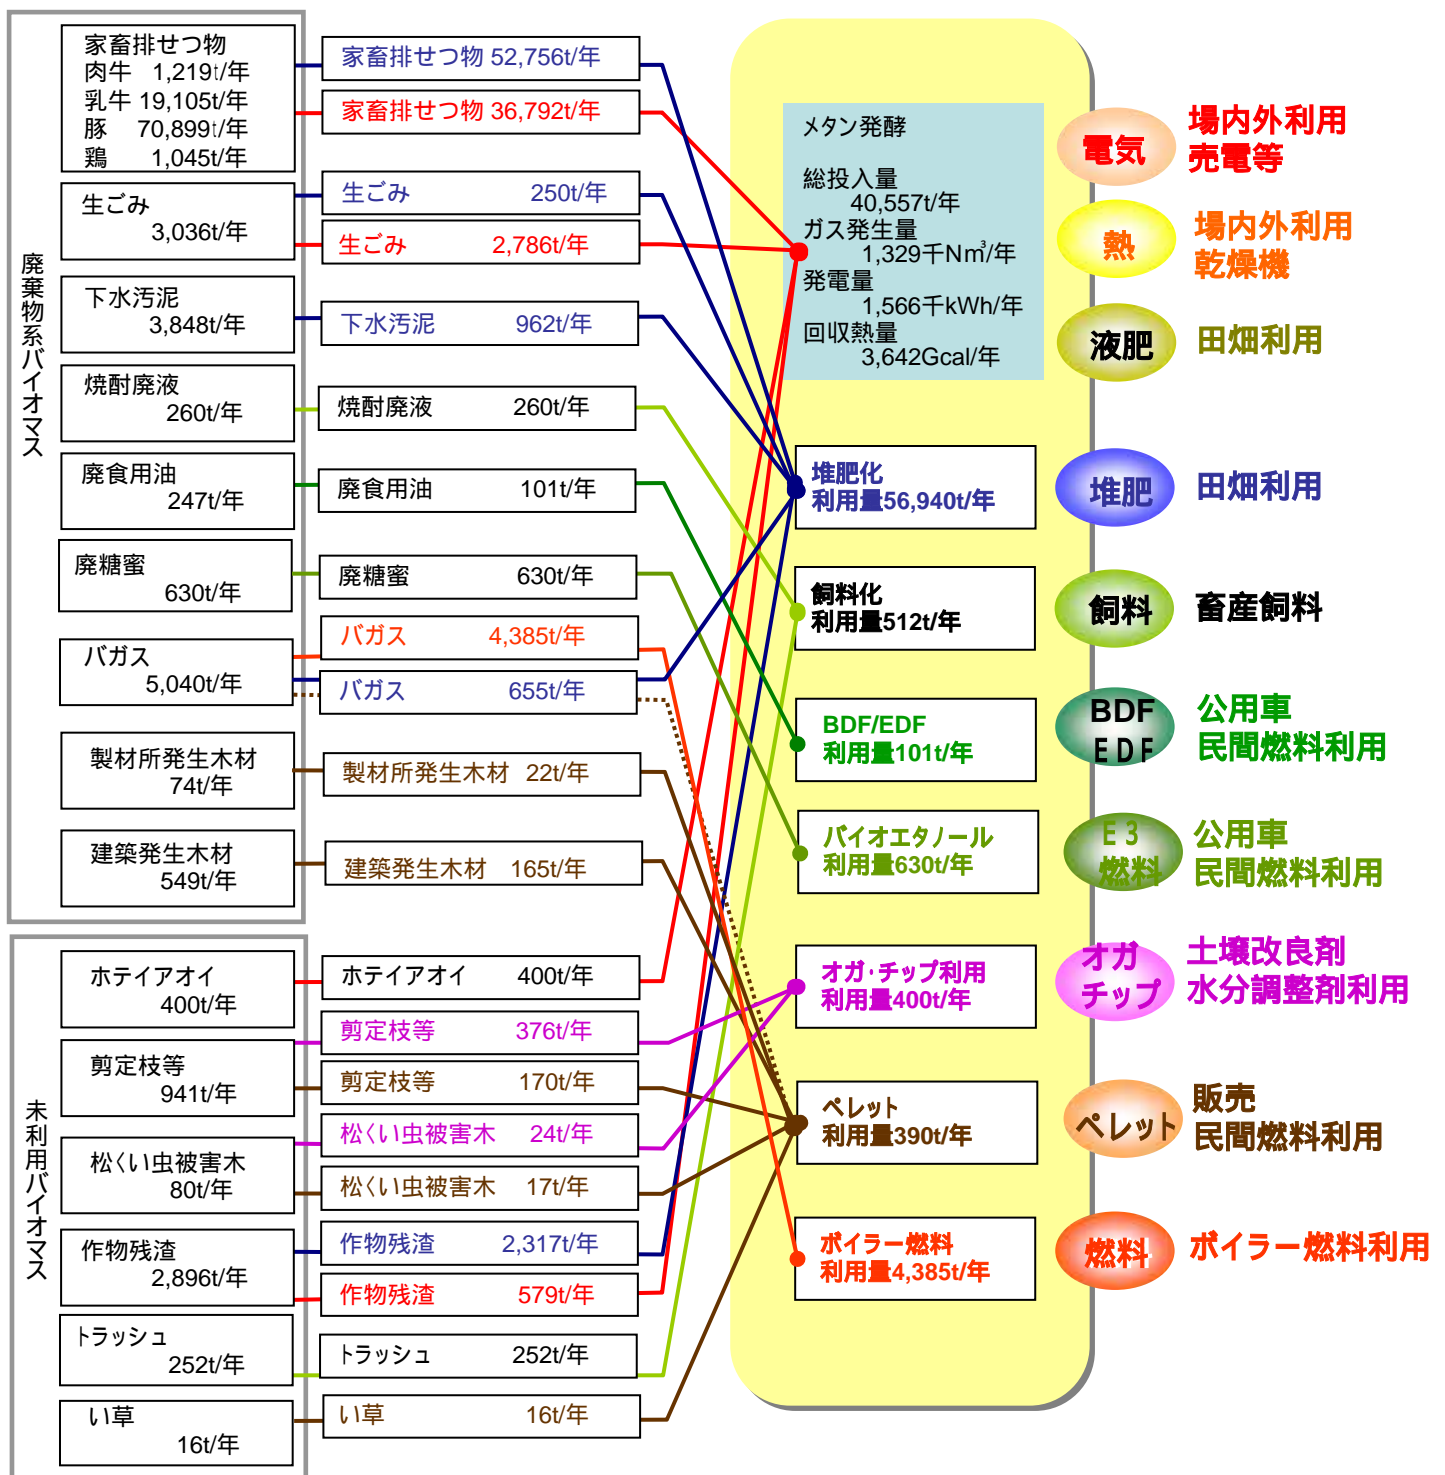 廃棄物系バイオマス
家畜排せつ物
肉牛 1,219t/年
乳牛 19,105t/年
豚 70,899t/年
鶏 1,045t/年
生ごみ
3,036t/年
下水汚泥
3,848t/年
焼酎廃液
260t/年
廃食用油
247t/年
廃糖蜜
630t/年
バガス
5,040t/年
製材所発生木材
74t/年
建築発生木材
549t/年
未利用バイオマス
ホテイアオイ
400t/年
剪定枝等
941t/年
松くい虫被害木
80t/年
作物残渣
2,896t/年
トラッシュ
252t/年
い草
16t/年
家畜排せつ物 52,756t/年
家畜排せつ物 36,792t/年
生ごみ 250t/年
生ごみ 2,786t/年
下水汚泥 962t/年
焼酎廃液 260t/年
廃食用油 101t/年
廃糖蜜 630t/年
バガス 4,385t/年
バガス 655t/年
製材所発生木材 22t/年
建築発生木材 165t/年
ホテイアオイ 400t/年
剪定枝等 376t/年
剪定枝等 170t/年
松くい虫被害木 24t/年
松くい虫被害木 17t/年
作物残渣 2,317t/年
作物残渣 579t/年
トラッシュ 252t/年
い草 16t/年
メタン発酵
総投入量
40,557t/年
ガス発生量
1,329千Nm³/年
発電量
1,566千kWh/年
回収熱量
3,642Gcal/年
堆肥化
利用量56,940t/年
飼料化
利用量512t/年
BDF/EDF
利用量101t/年
バイオエタノール
利用量630t/年
オガ・チップ利用
利用量400t/年
ペレット
利用量390t/年
ボイラー燃料
利用量4,385t/年
電気
場内外利用
売電等
熱
場内外利用
乾燥機
液肥
田畑利用
堆肥
田畑利用
飼料
畜産飼料
BDF
EDF
公用車
民間燃料利用
E3
燃料
公用車
民間燃料利用
オガ
チップ
土壌改良剤
水分調整剤利用
ペレット
販売
民間燃料利用
燃料
ボイラー燃料利用